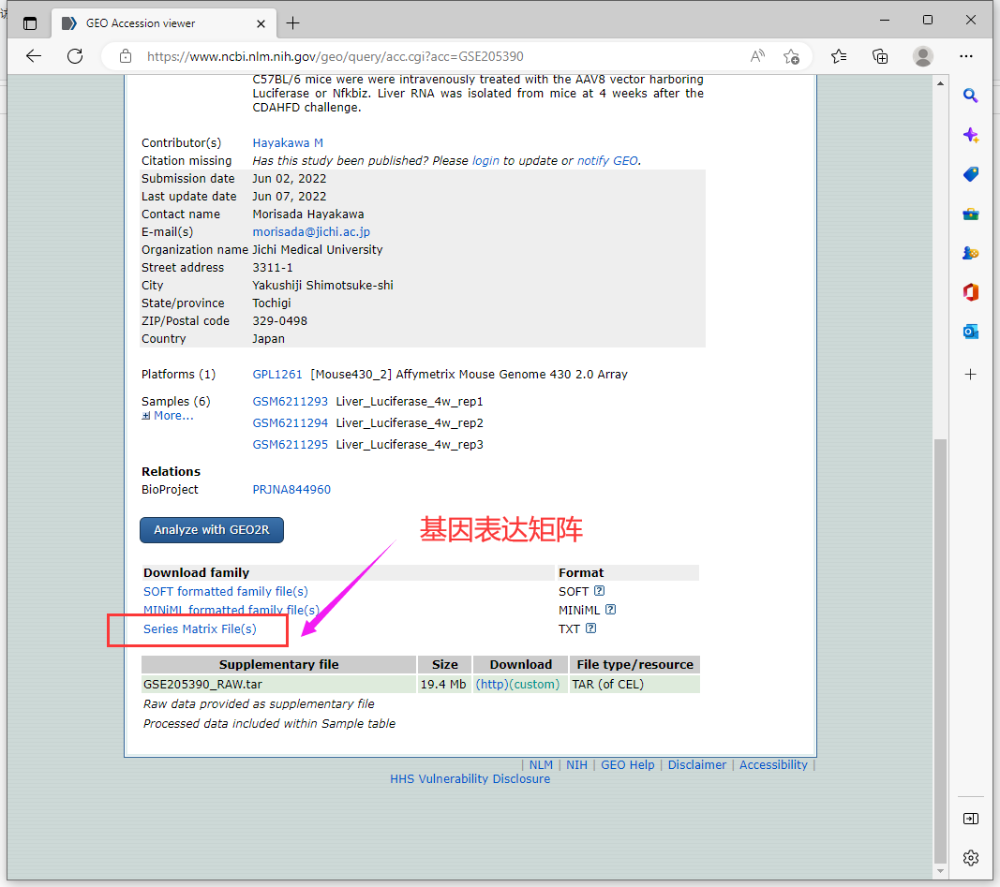 GEO Accession viewer
https://www.ncbi.nlm.nih.gov/geo/query/acc.cgi?acc=GSE205390
C57BL/6 mice were were intravenously treated with the AAV8 vector harboring
Luciferase or Nfkbiz. Liver RNA was isolated from mice at 4 weeks after the
CDAHFD challenge.
Contributor(s) Hayakawa M
Citation missing Has this study been published? Please login to update or notify GEO.
Submission date Jun 02, 2022
Last update date Jun 07, 2022
Contact name Morisada Hayakawa
E-mail(s) morisada@jichi.ac.jp
Organization name Jichi Medical University
Street address 3311-1
City Yakushiji Shimotsuke-shi
State/province Tochigi
ZIP/Postal code 329-0498
Country Japan
Platforms (1) GPL1261 [Mouse430_2] Affymetrix Mouse Genome 430 2.0 Array
Samples (6) GSM6211293 Liver_Luciferase_4w_rep1
More...
GSM6211294 Liver_Luciferase_4w_rep2
GSM6211295 Liver_Luciferase_4w_rep3
Relations
BioProject PRJNA844960
Analyze with GEO2R
基因表达矩阵
Download family Format
SOFT formatted family file(s) SOFT ?
MINiML formatted family file(s) MINiML ?
Series Matrix File(s) TXT ?
Supplementary file Size Download File type/resource
GSE205390_RAW.tar 19.4 Mb (http)(custom) TAR (of CEL)
Raw data provided as supplementary file
Processed data included within Sample table
| NLM | NIH | GEO Help | Disclaimer | Accessibility |
HHS Vulnerability Disclosure